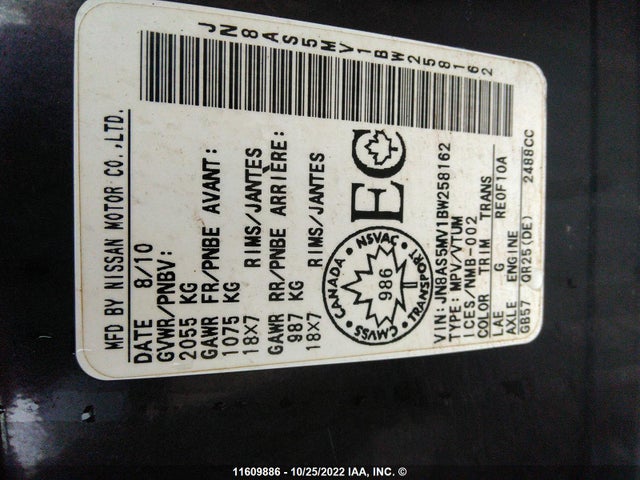 JN8AS5MV1BW258162
MFD BY NISSAN MOTOR CO.,LTD.
DATE 8/10
GVWR/PNBV:
2055 KG
GAWR FR/PNBE AVANT:
1075 KG RIMS/JANTES
18X7
GAWR RR/PNBE ARRIÈRE:
987 KG RIMS/JANTES
18X7
CANADA • NSVAC • TRANSPORT • CMVSS •
986
EC
VIN: JN8AS5MV1BW258162
TYPE: MPV/VTUM
ICES/NMB-002
COLOR TRIM TRANS
LAE G RE0F10A
AXLE ENGINE
GB57 QR25(DE) 2488CC
11609886 - 10/25/2022 IAA, INC. ©